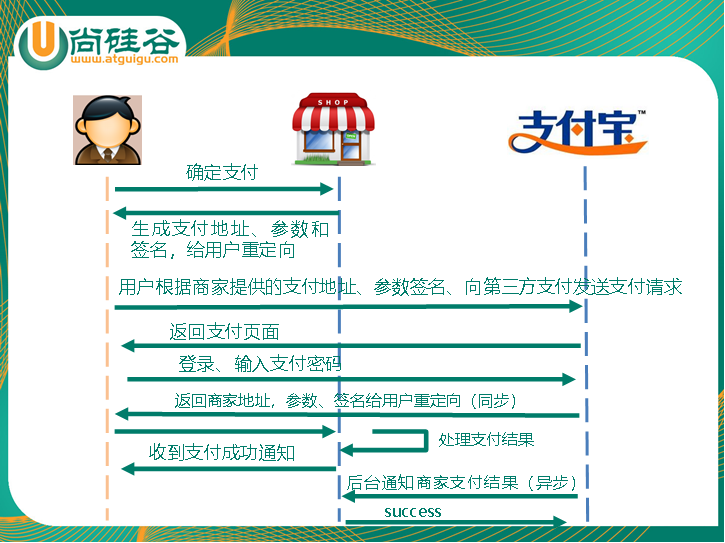 尚硅谷
www.atguigu.com
SHOP
支付宝™
确定支付
生成支付地址、参数和
签名，给用户重定向
用户根据商家提供的支付地址、参数签名、向第三方支付发送支付请求
返回支付页面
登录、输入支付密码
返回商家地址，参数、签名给用户重定向（同步）
处理支付结果
收到支付成功通知
后台通知商家支付结果（异步）
success